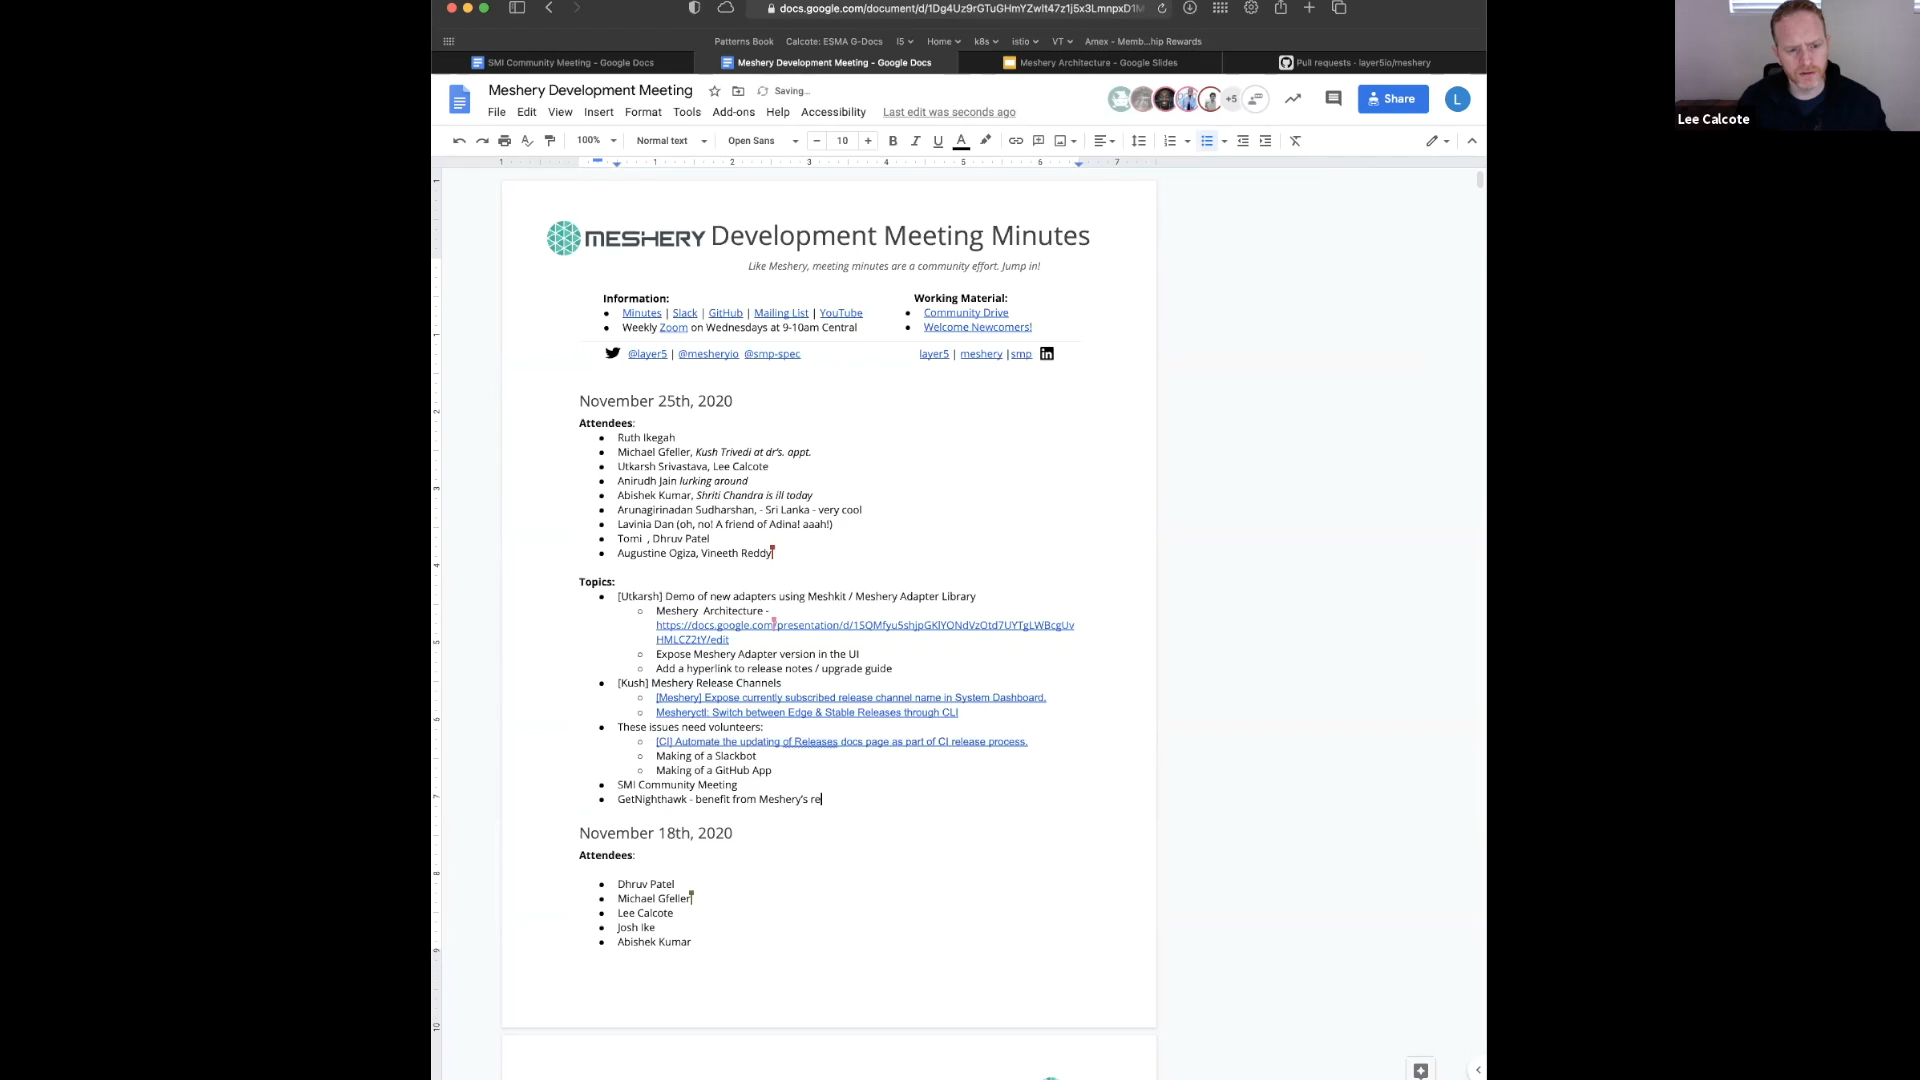 docs.google.com/document/d/1Dg4Uz9rGTuGHmYZwIt47z1j5x3LmnpxD1M
Patterns Book Calcote: ESMA G-Docs I5 Home k8s istio VT Amex - Memb...hip Rewards
SMI Community Meeting - Google Docs Meshery Development Meeting - Google Docs Meshery Architecture - Google Slides Pull requests · layer5io/meshery
Meshery Development Meeting Saving...
File Edit View Insert Format Tools Add-ons Help Accessibility Last edit was seconds ago
+5 Share L
100% Normal text Open Sans 10
MESHERY Development Meeting Minutes
Like Meshery, meeting minutes are a community effort. Jump in!
Information:
Minutes | Slack | GitHub | Mailing List | YouTube
Weekly Zoom on Wednesdays at 9-10am Central
Working Material:
Community Drive
Welcome Newcomers!
@layer5 | @mesheryio @smp-spec
layer5 | meshery |smp
November 25th, 2020
Attendees:
Ruth Ikegah
Michael Gfeller, Kush Trivedi at dr's. appt.
Utkarsh Srivastava, Lee Calcote
Anirudh Jain lurking around
Abishek Kumar, Shriti Chandra is ill today
Arunagirinadan Sudharshan, - Sri Lanka - very cool
Lavinia Dan (oh, no! A friend of Adina! aaah!)
Tomi , Dhruv Patel
Augustine Ogiza, Vineeth Reddy
Topics:
[Utkarsh] Demo of new adapters using Meshkit / Meshery Adapter Library
Meshery Architecture -
https://docs.google.com/presentation/d/1SQMfyu5shjpGKlYONdVzOtd7UYTgLWBcgUv
HMLCZ2tY/edit
Expose Meshery Adapter version in the UI
Add a hyperlink to release notes / upgrade guide
[Kush] Meshery Release Channels
[Meshery] Expose currently subscribed release channel name in System Dashboard.
Mesheryctl: Switch between Edge & Stable Releases through CLI
These issues need volunteers:
[CI] Automate the updating of Releases docs page as part of CI release process.
Making of a Slackbot
Making of a GitHub App
SMI Community Meeting
GetNighthawk - benefit from Meshery's re
November 18th, 2020
Attendees:
Dhruv Patel
Michael Gfeller
Lee Calcote
Josh Ike
Abishek Kumar
Lee Calcote